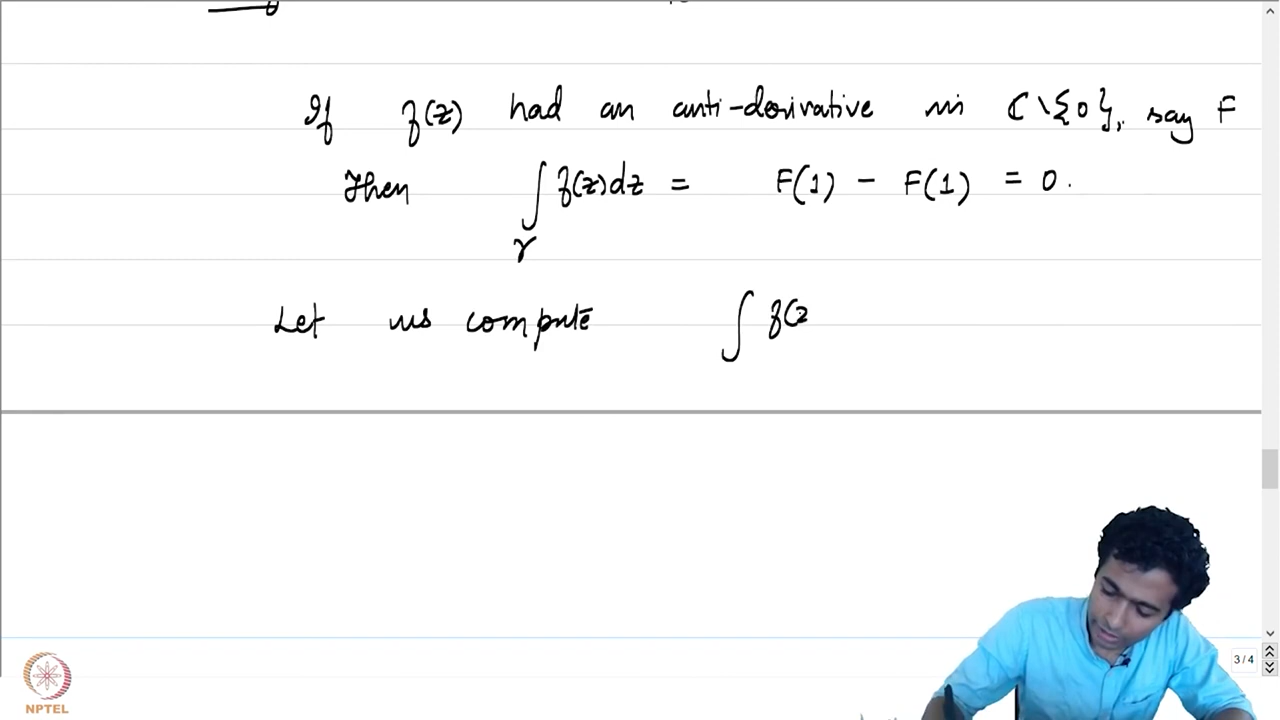 If f(z) had an anti-derivative in ℂ\{0}, say F
Then ∫_γ f(z)dz = F(1) - F(1) = 0.
Let us compute ∫ f(z
3/4
NPTEL